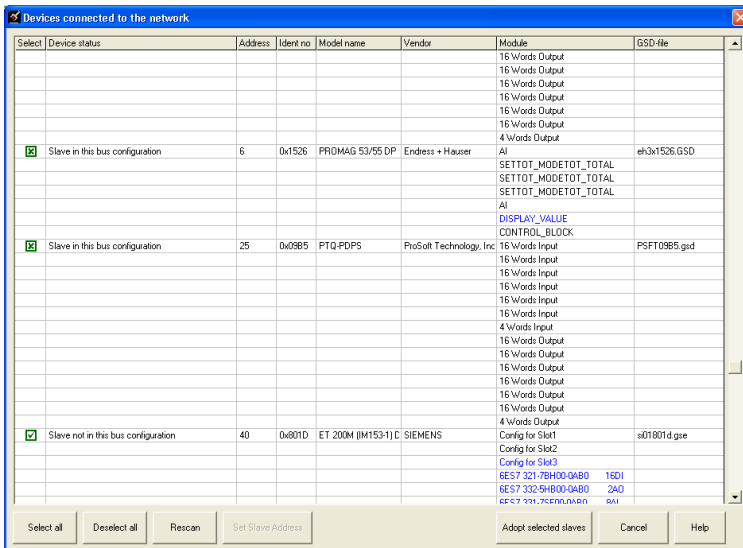 Devices connected to the network
Select Device status Address Ident no Model name Vendor Module GSD-file
16 Words Output
16 Words Output
16 Words Output
16 Words Output
16 Words Output
16 Words Output
4 Words Output
Slave in this bus configuration 6 0x1526 PROMAG 53/55 DP Endress + Hauser AI eh3x1526.GSD
SETTOT_MODETOT_TOTAL
SETTOT_MODETOT_TOTAL
SETTOT_MODETOT_TOTAL
AI
DISPLAY_VALUE
CONTROL_BLOCK
Slave in this bus configuration 25 0x09B5 PTQ-PDPS ProSoft Technology, Inc 16 Words Input PSFT09B5.gsd
16 Words Input
16 Words Input
16 Words Input
16 Words Input
16 Words Input
4 Words Input
16 Words Output
16 Words Output
16 Words Output
16 Words Output
16 Words Output
16 Words Output
4 Words Output
Slave not in this bus configuration 40 0x801D ET 200M (IM153-1) D SIEMENS Config for Slot1 si01801d.gse
Config for Slot2
Config for Slot3
6ES7 321-7BH00-0AB0 16DI
6ES7 332-5HB00-0AB0 2AO
6ES7 331-7SF00-0AB0 8AI
Select all Deselect all Rescan Set Slave Address Adopt selected slaves Cancel Help